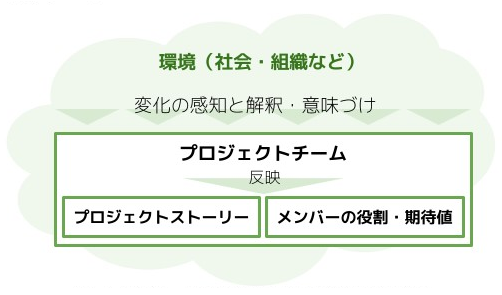 環境（社会・組織など）
変化の感知と解釈・意味づけ
プロジェクトチーム
反映
プロジェクトストーリー
メンバーの役割・期待値